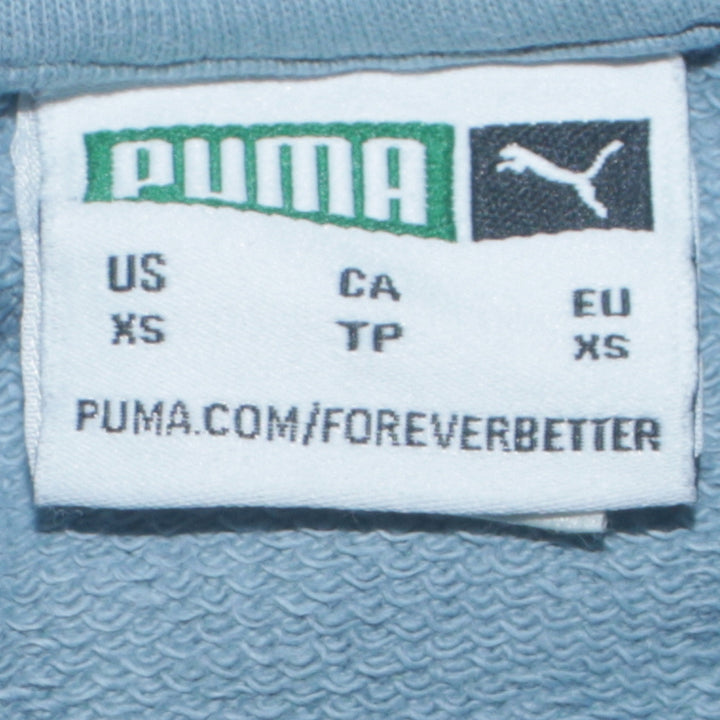 PUMA
US CA EU
XS TP XS
PUMA.COM/FOREVERBETTER